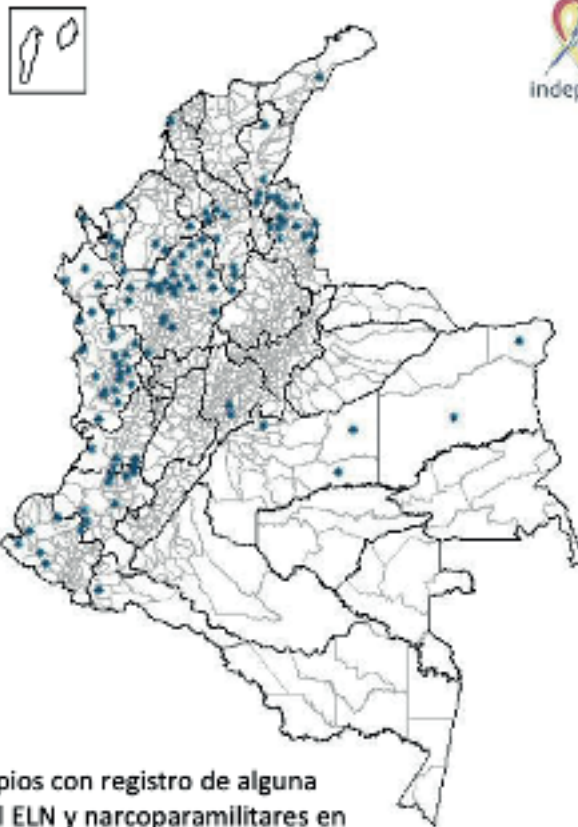 indep
pios con registro de alguna
l ELN y narcoparamilitares en